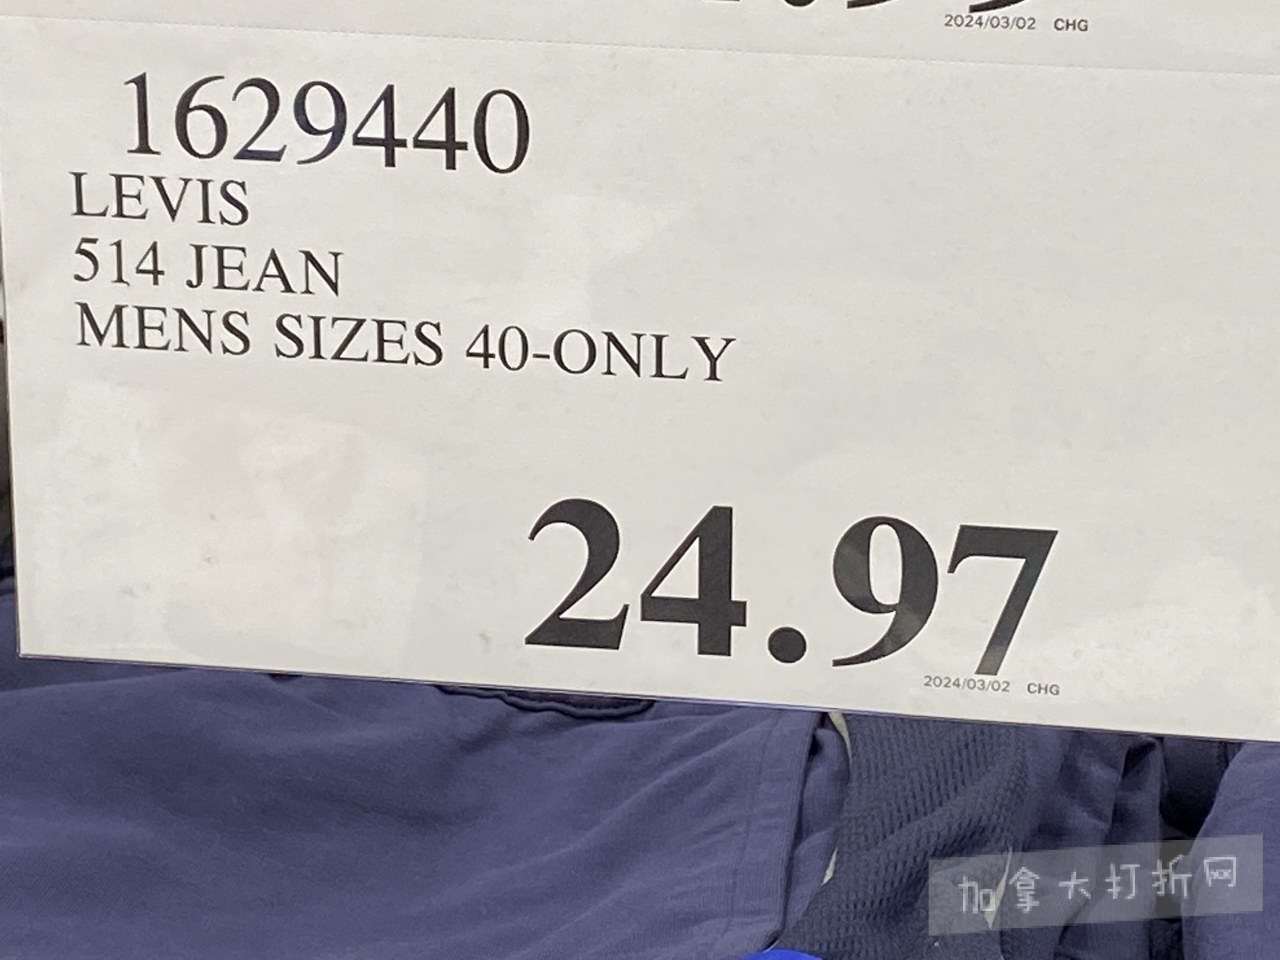 2024/03/02 CHG
1629440
LEVIS
514 JEAN
MENS SIZES 40-ONLY
24.97
2024/03/02 CHG
加拿大打折网